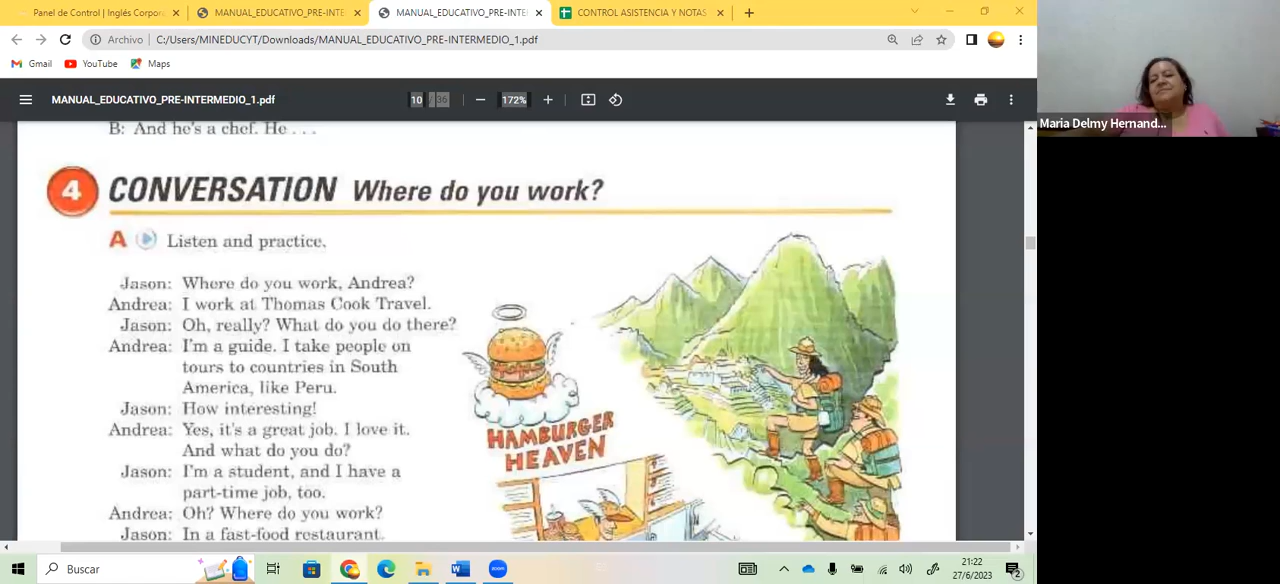 Panel de Control | Inglés Corpora
MANUAL_EDUCATIVO_PRE-INTE
MANUAL_EDUCATIVO_PRE-INTE
CONTROL ASISTENCIA Y NOTAS
Archivo
C:/Users/MINEDUCYT/Downloads/MANUAL_EDUCATIVO_PRE-INTERMEDIO_1.pdf
Gmail
YouTube
Maps
MANUAL_EDUCATIVO_PRE-INTERMEDIO_1.pdf
10 / 36
172%
Maria Delmy Hernand...
B: And he's a chef. He . . .
4 CONVERSATION Where do you work?
A Listen and practice.
Jason: Where do you work, Andrea?
Andrea: I work at Thomas Cook Travel.
Jason: Oh, really? What do you do there?
Andrea: I'm a guide. I take people on
tours to countries in South
America, like Peru.
Jason: How interesting!
Andrea: Yes, it's a great job. I love it.
And what do you do?
Jason: I'm a student, and I have a
part-time job, too.
Andrea: Oh? Where do you work?
Jason: In a fast-food restaurant.
HAMBURGER
HEAVEN
Buscar
zoom
21:22
27/6/2023
2